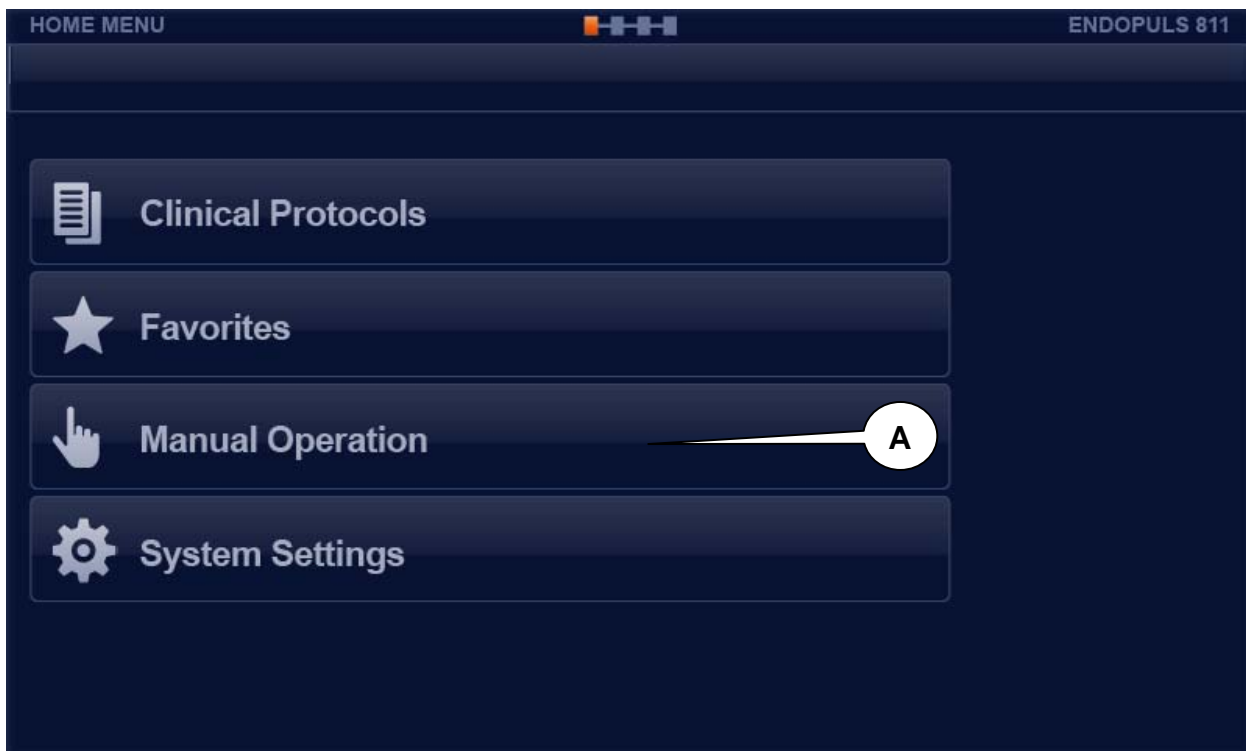 HOME MENU ENDOPULS 811
Clinical Protocols
Favorites
Manual Operation A
System Settings